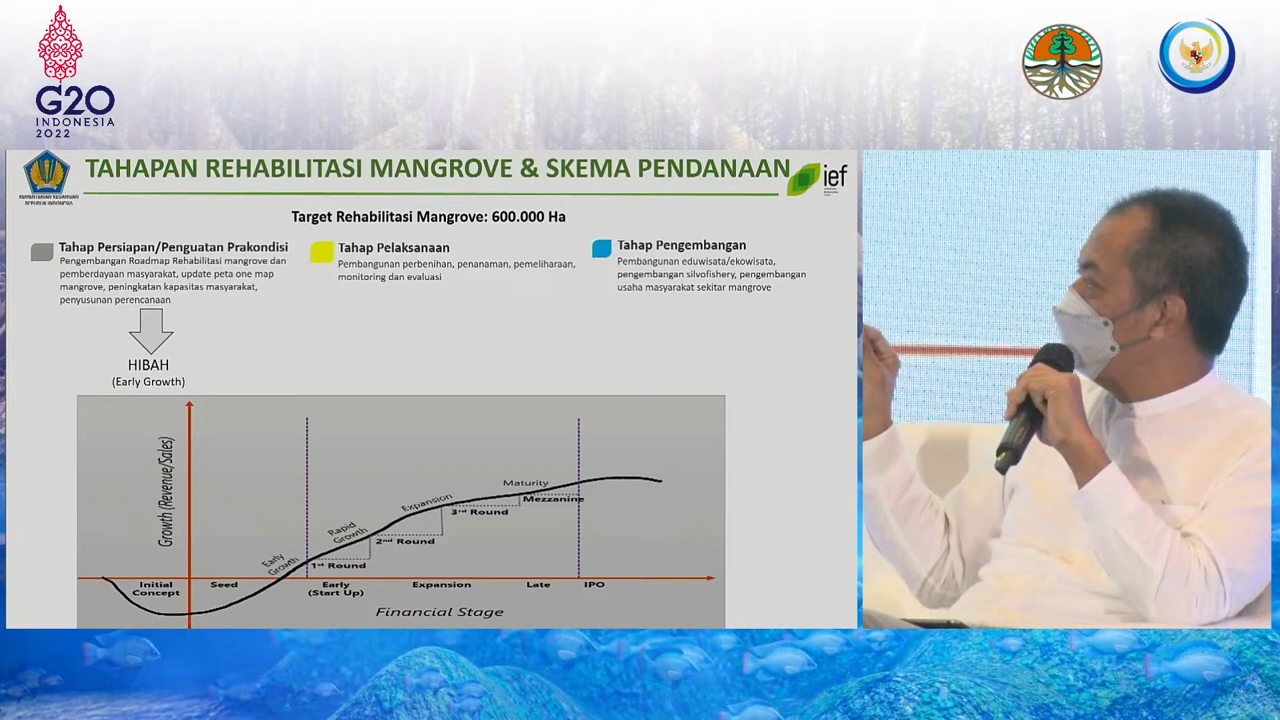 G20
INDONESIA
2022
TAHAPAN REHABILITASI MANGROVE & SKEMA PENDANAAN
KEMENTERIAN KEUANGAN
REPUBLIK INDONESIA
ief
Target Rehabilitasi Mangrove: 600.000 Ha
Tahap Persiapan/Penguatan Prakondisi
Pengembangan Roadmap Rehabilitasi mangrove dan
pemberdayaan masyarakat, update peta one map
mangrove, peningkatan kapasitas masyarakat,
penyusunan perencanaan
Tahap Pelaksanaan
Pembangunan perbenihan, penanaman, pemeliharaan,
monitoring dan evaluasi
Tahap Pengembangan
Pembangunan eduwisata/ekowisata,
pengembangan silvofishery, pengembangan
usaha masyarakat sekitar mangrove
HIBAH
(Early Growth)
Growth (Revenue/Sales)
Early
Growth
Rapid
Growth
Expansion
Maturity
1st Round
2nd Round
3rd Round
Mezzanine
Initial
Concept
Seed
Early
(Start Up)
Expansion
Late
IPO
Financial Stage